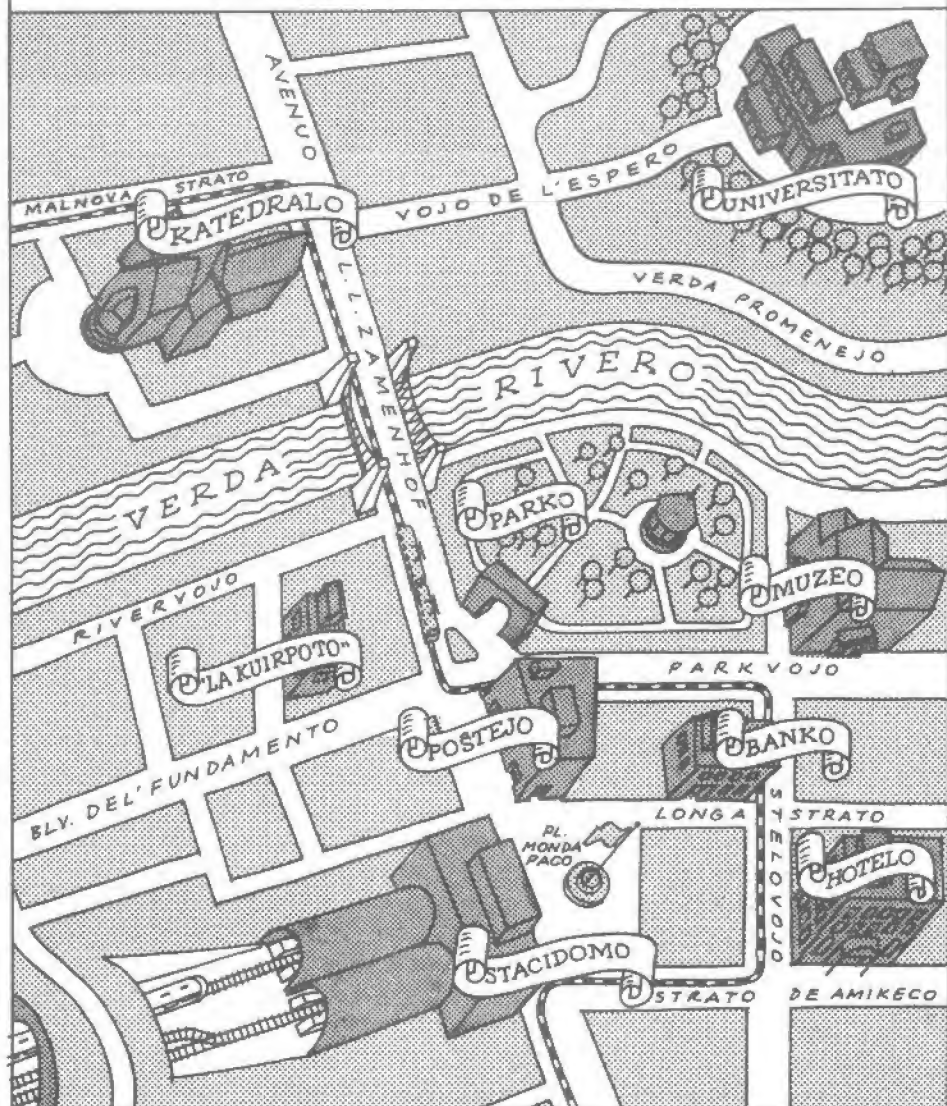 AVENUO
MALNOVA STRATO
KATEDRALO
VOJO DE L'ESPERO
UNIVERSITATO
L.L. ZAMENHOF
VERDA PROMENEJO
VERDA RIVERO
PARKO
MUZEO
RIVERVOJO
"LA KUIRPOTO"
PARKVOJO
POŜTEJO
BANKO
BLV. DEL' FUNDAMENTO
LONGA STRATO
PL.
MONDA
PACO
STELOVOJO
HOTELO
STACIDOMO
STRATO DE AMIKECO